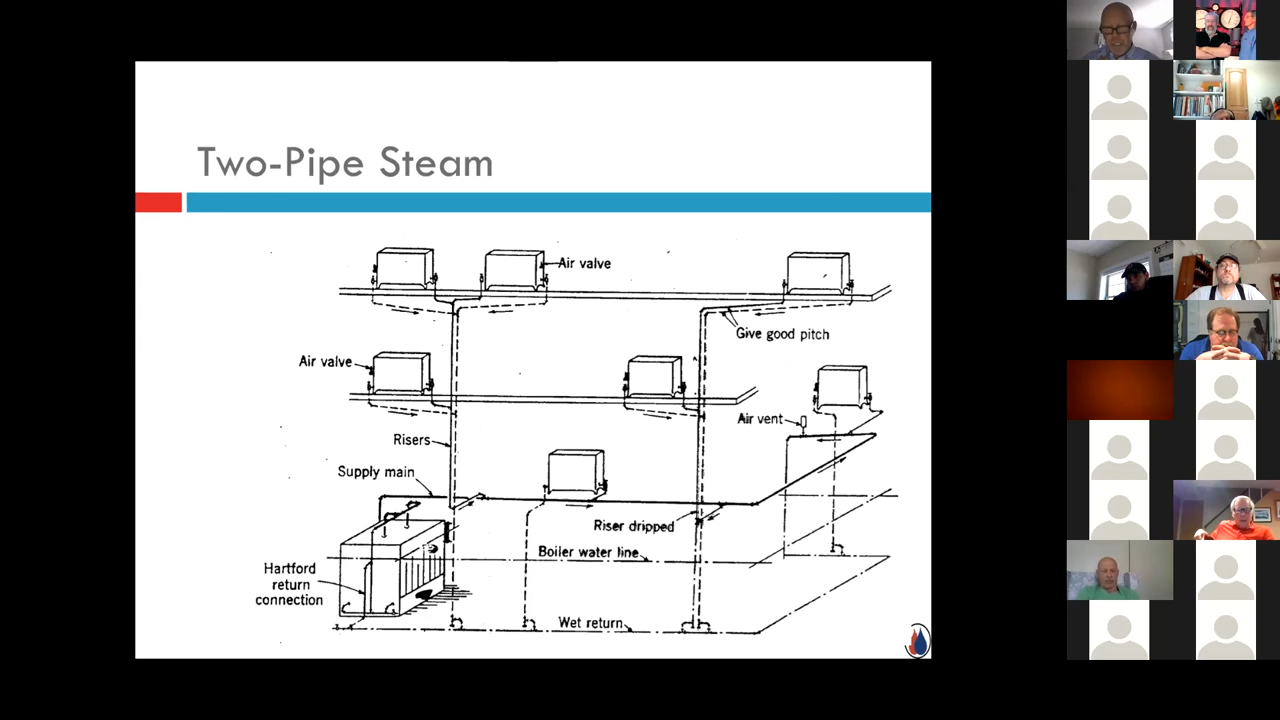 Two-Pipe Steam
Air valve
Give good pitch
Air valve
Air vent
Risers
Supply main
Riser dripped
Boiler water line
Hartford
return
connection
Wet return